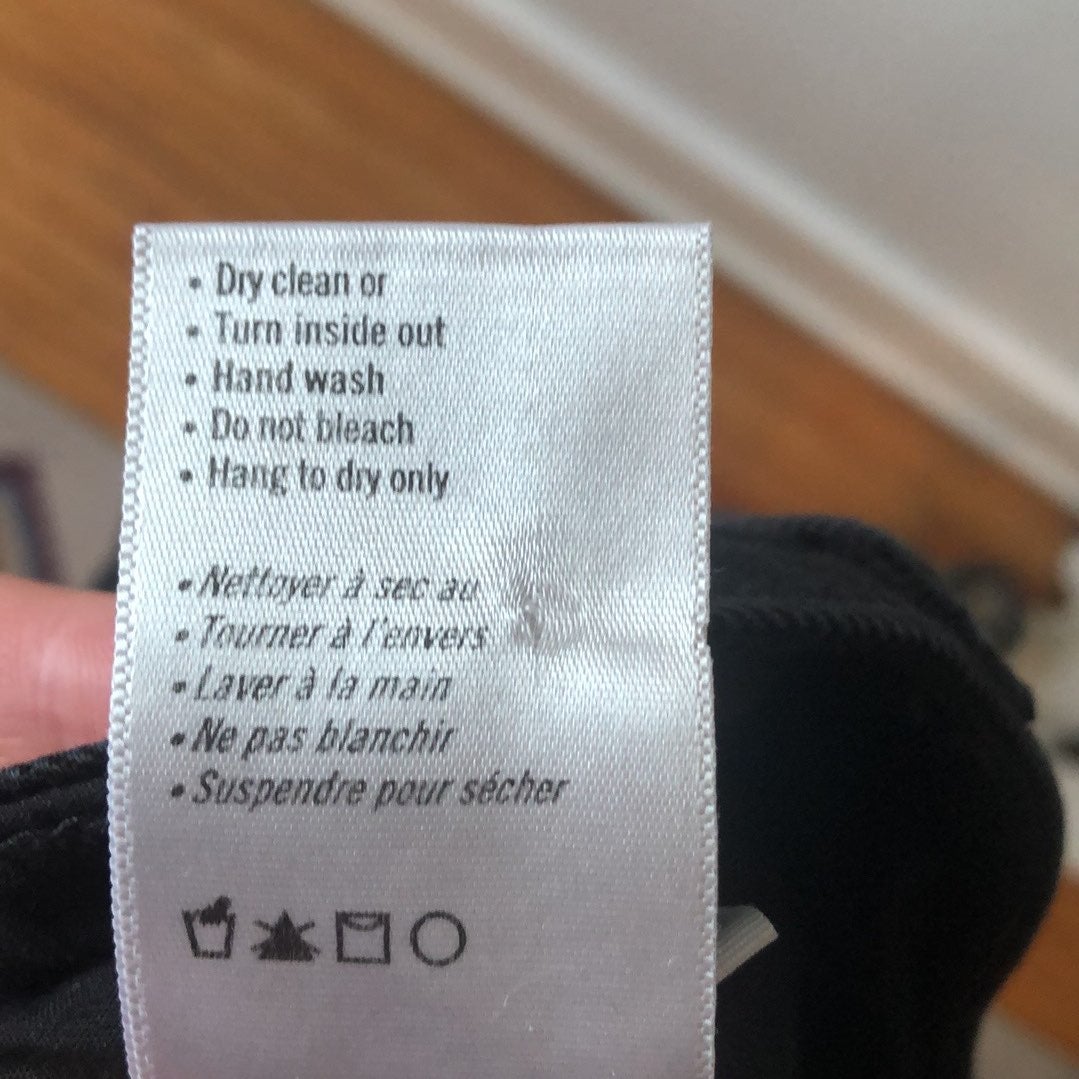 • Dry clean or
• Turn inside out
• Hand wash
• Do not bleach
• Hang to dry only
• Nettoyer à sec au
• Tourner à l'envers
• Laver à la main
• Ne pas blanchir
• Suspendre pour sécher